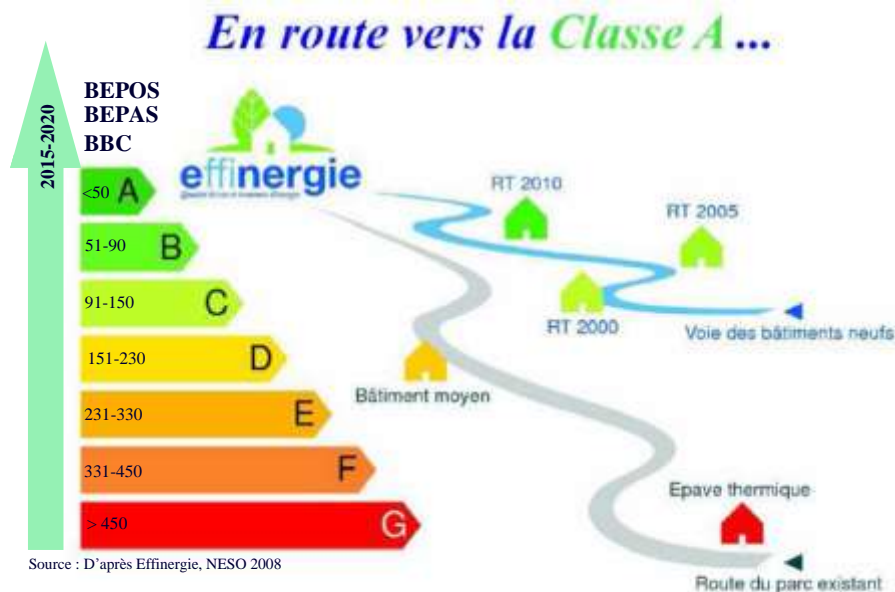 En route vers la Classe A ...
2015-2020
BEPOS
BEPAS
BBC
effinergie
<50 A
51-90 B
91-150 C
151-230 D
231-330 E
331-450 F
> 450 G
RT 2010
RT 2005
RT 2000
Voie des bâtiments neufs
Bâtiment moyen
Epave thermique
Route du parc existant
Source : D'après Effinergie, NESO 2008